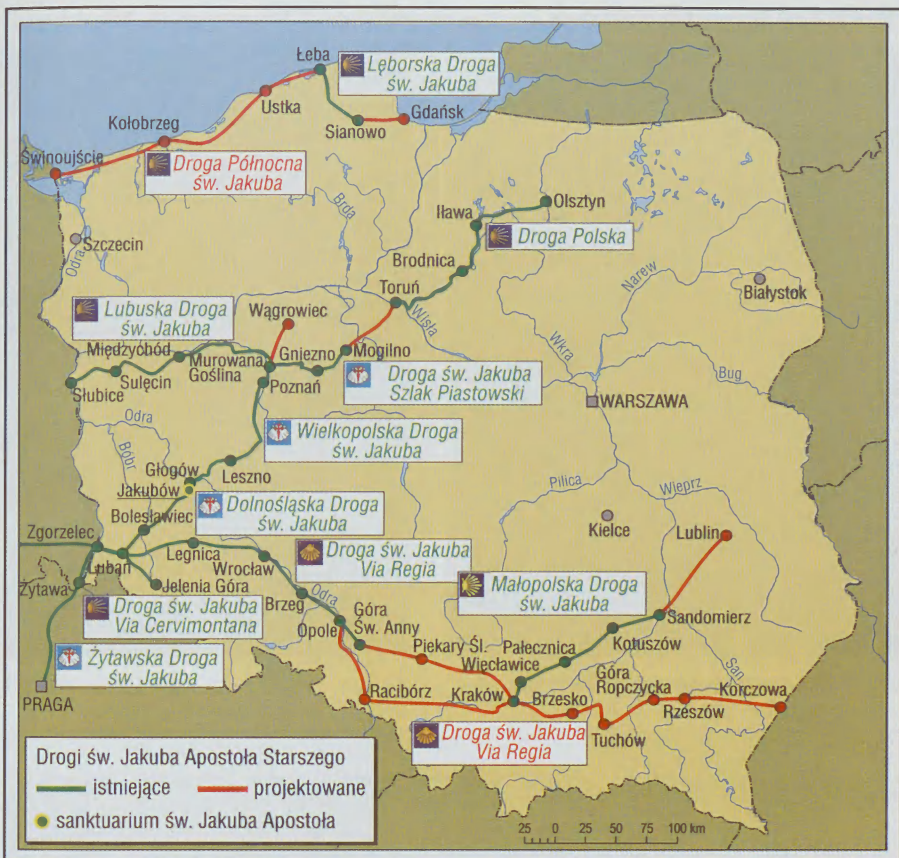 Łeba
Lęborska Droga
św. Jakuba
Ustka
Gdańsk
Sianowo
Kołobrzeg
Świnoujście
Droga Północna
św. Jakuba
Brda
Olsztyn
Iława
Droga Polska
Szczecin
Odra
Brodnica
Toruń
Narew
Białystok
Wisła
Lubuska Droga
św. Jakuba
Wągrowiec
Międzychód
Murowana
Goślina
Gniezno
Mogilno
Wkra
Bug
Słubice
Sulęcin
Poznań
Droga św. Jakuba
Szlak Piastowski
WARSZAWA
Odra
Wielkopolska Droga
św. Jakuba
Bóbr
Głogów
Leszno
Jakubów
Pilica
Wieprz
Bolesławiec
Dolnośląska Droga
św. Jakuba
Kielce
Lublin
Zgorzelec
Legnica
Droga św. Jakuba
Via Regia
Luban
Wrocław
Małopolska Droga
św. Jakuba
Żytawa
Jelenia Góra
Brzeg
Odra
Sandomierz
Droga św. Jakuba
Via Cervimontana
Opole
Góra
Św. Anny
Kotuszów
Pałecznica
Piekary Śl.
Więcławice
San
Żytawska Droga
św. Jakuba
Góra
Ropczycka
PRAGA
Racibórz
Kraków
Brzesko
Rzeszów
Korczowa
Tuchów
Droga św. Jakuba
Via Regia
Drogi św. Jakuba Apostoła Starszego
istniejące
projektowane
sanktuarium św. Jakuba Apostoła
25 0 25 50 75 100 km